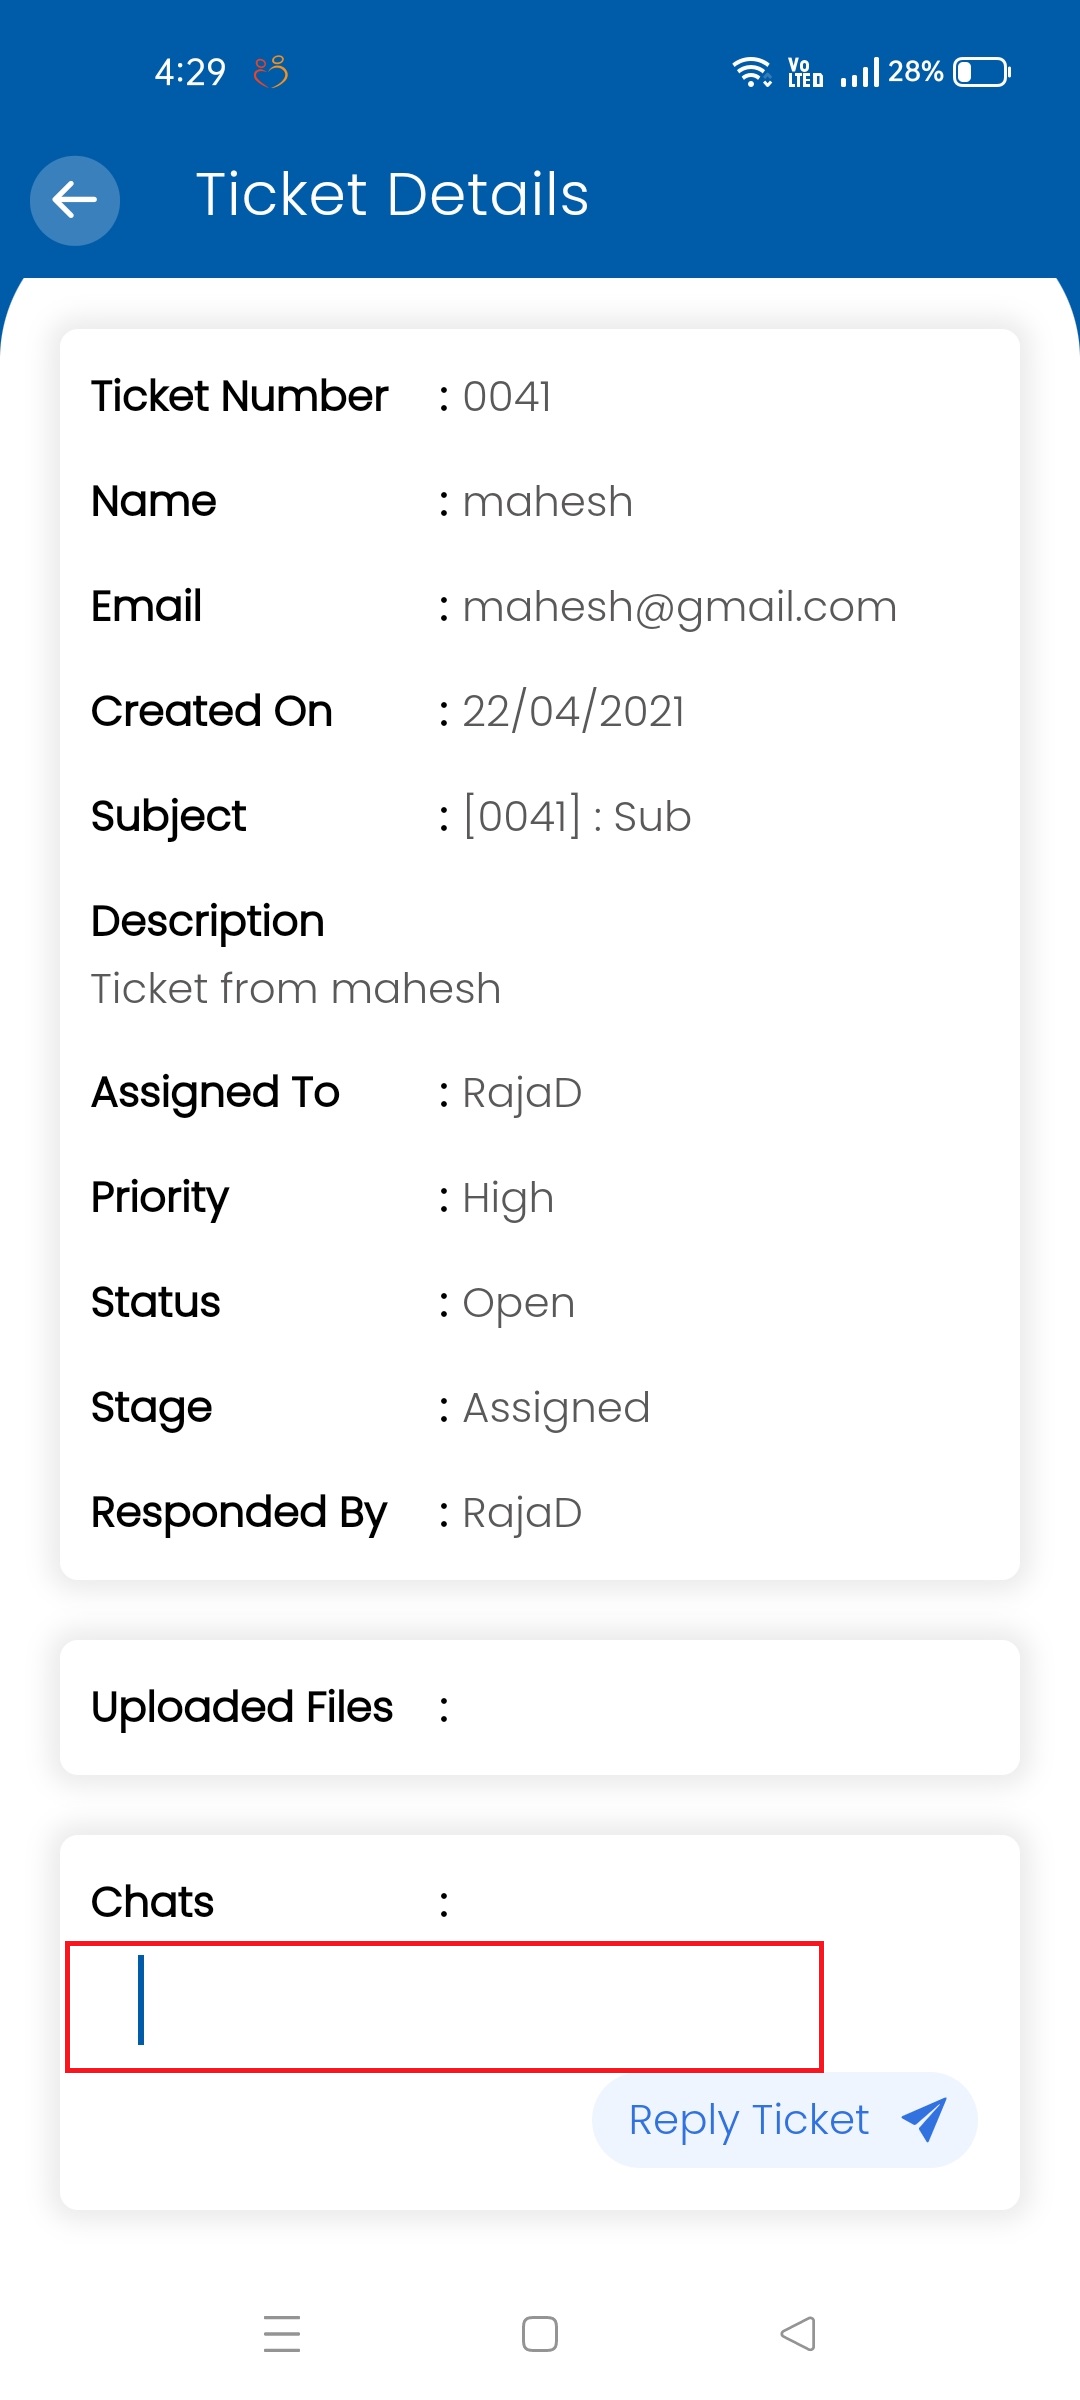 4:29
Vo LTE 28%
Ticket Details
Ticket Number : 0041
Name : mahesh
Email : mahesh@gmail.com
Created On : 22/04/2021
Subject : [0041] : Sub
Description
Ticket from mahesh
Assigned To : RajaD
Priority : High
Status : Open
Stage : Assigned
Responded By : RajaD
Uploaded Files :
Chats :
Reply Ticket